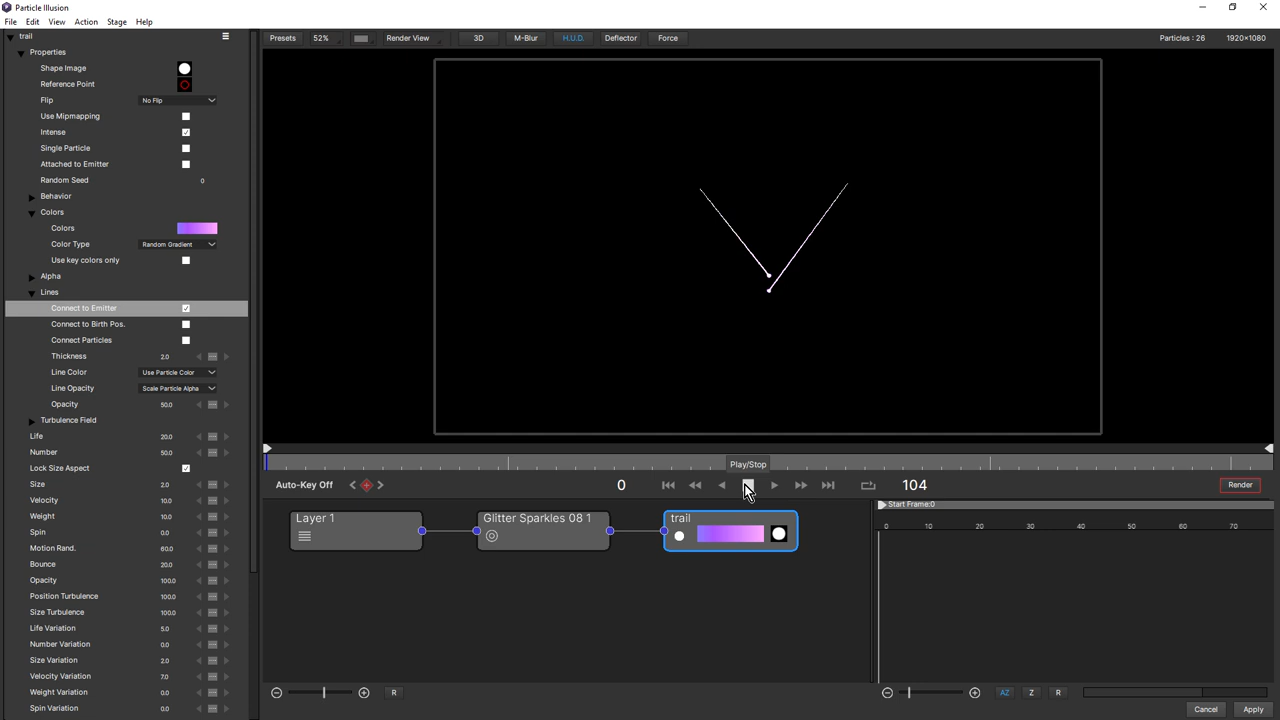 Particle Illusion
File Edit View Action Stage Help
trail
Presets 52% Render View 3D M-Blur H.U.D. Deflector Force Particles : 26 1920×1080
Properties
Shape Image
Reference Point
Flip No Flip
Use Mipmapping
Intense
Single Particle
Attached to Emitter
Random Seed 0
Behavior
Colors
Colors
Color Type Random Gradient
Use key colors only
Alpha
Lines
Connect to Emitter
Connect to Birth Pos.
Connect Particles
Thickness 2.0
Line Color Use Particle Color
Line Opacity Scale Particle Alpha
Opacity 50.0
Turbulence Field
Life 20.0
Number 50.0
Lock Size Aspect
Size 2.0
Velocity 10.0
Weight 10.0
Spin 0.0
Motion Rand. 60.0
Bounce 20.0
Opacity 100.0
Position Turbulence 100.0
Size Turbulence 100.0
Life Variation 5.0
Number Variation 0.0
Size Variation 2.0
Velocity Variation 7.0
Weight Variation 0.0
Spin Variation 0.0
Play/Stop
Auto-Key Off 0 104 Render
Layer 1 Glitter Sparkles 08 1 trail
Start Frame:0
0 10 20 30 40 50 60 70
R AZ Z R
Cancel Apply